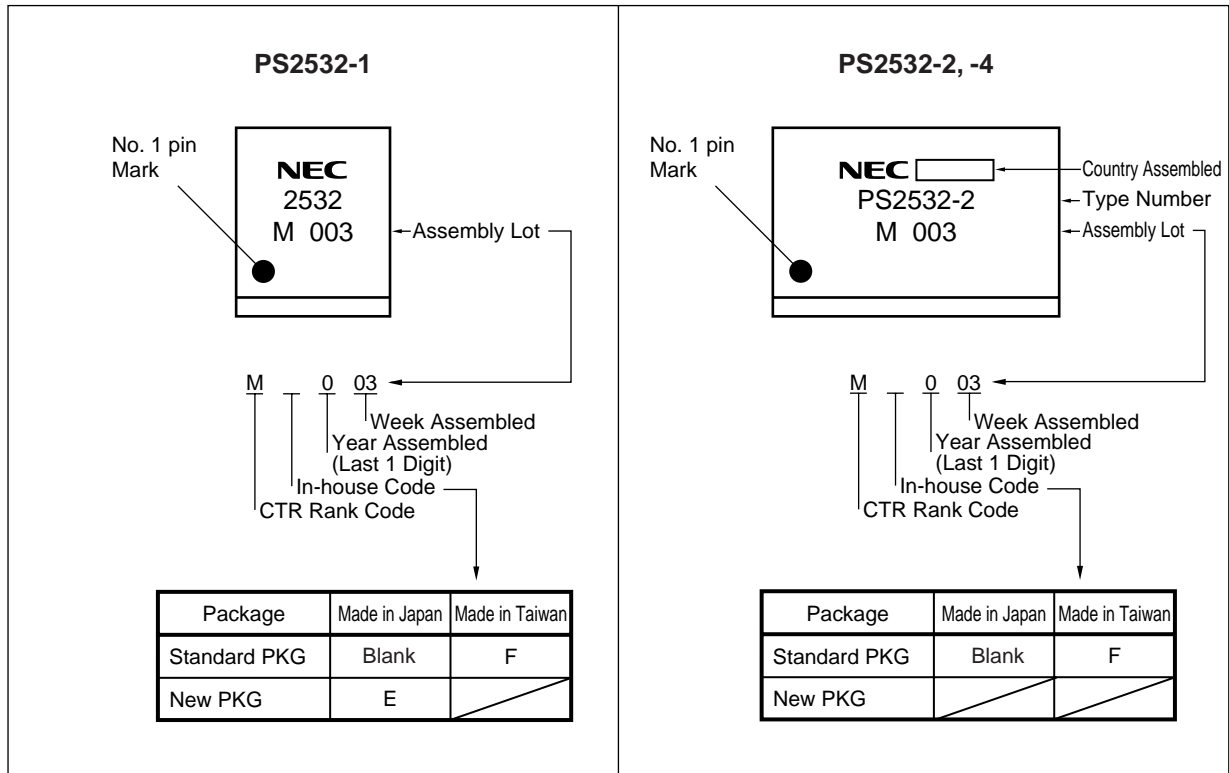 PS2532-1
No. 1 pin
Mark
NEC
2532
M 003
Assembly Lot
M 0 03
Week Assembled
Year Assembled
(Last 1 Digit)
In-house Code
CTR Rank Code
Package Made in Japan Made in Taiwan
Standard PKG Blank F
New PKG E
PS2532-2, -4
No. 1 pin
Mark
NEC
Country Assembled
PS2532-2
Type Number
M 003
Assembly Lot
M 0 03
Week Assembled
Year Assembled
(Last 1 Digit)
In-house Code
CTR Rank Code
Package Made in Japan Made in Taiwan
Standard PKG Blank F
New PKG